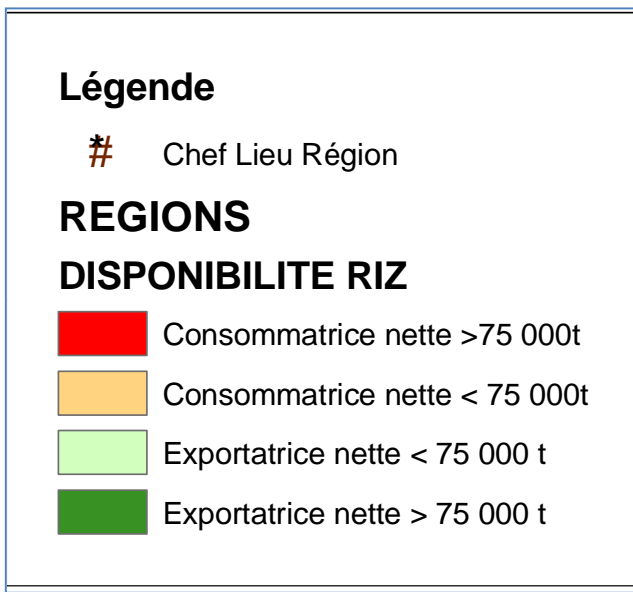 Légende
Chef Lieu Région
REGIONS
DISPONIBILITE RIZ
Consommatrice nette >75 000t
Consommatrice nette < 75 000t
Exportatrice nette < 75 000 t
Exportatrice nette > 75 000 t